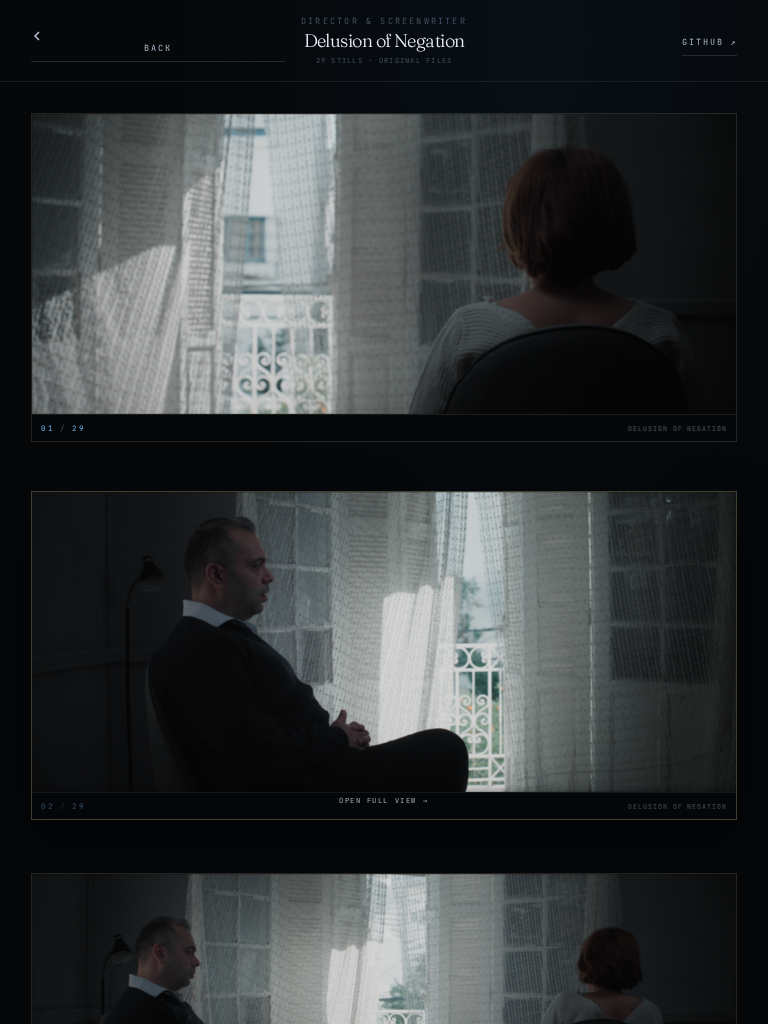 DIRECTOR & SCREENWRITER
BACK
Delusion of Negation
GITHUB ↗
29 STILLS · ORIGINAL FILES
01 / 29
DELUSION OF NEGATION
02 / 29
OPEN FULL VIEW →
DELUSION OF NEGATION